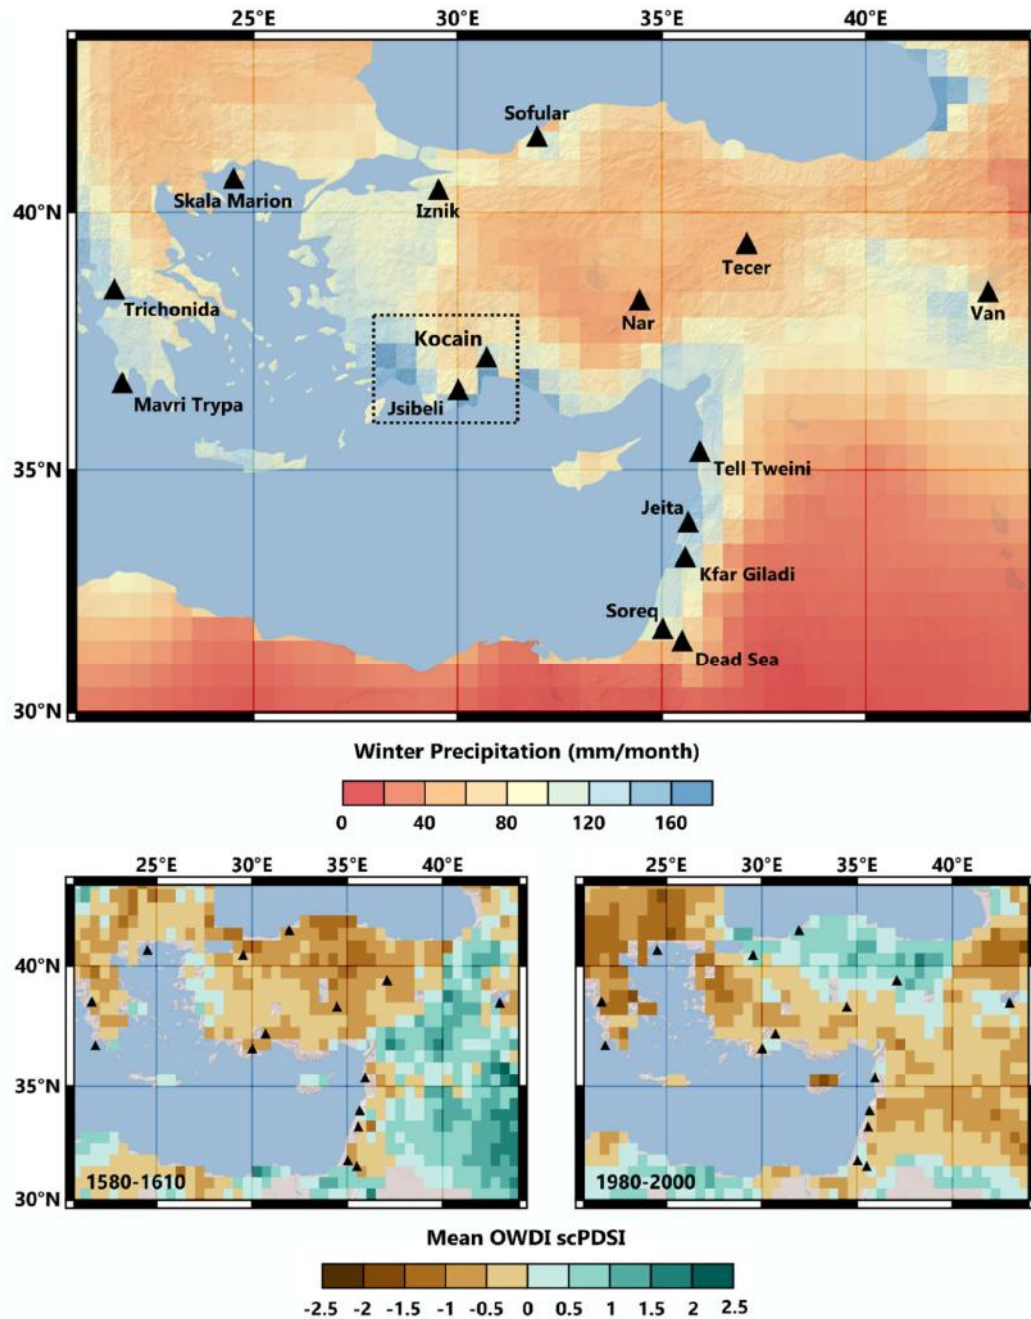 25°E 30°E 35°E 40°E
Sofular
Skala Marion
Iznik
40°N
Tecer
Trichonida
Nar
Van
Kocain
Mavri Trypa
Jsibeli
35°N
Tell Tweini
Jeita
Kfar Giladi
Soreq
Dead Sea
30°N
Winter Precipitation (mm/month)
0 40 80 120 160
25°E 30°E 35°E 40°E
40°N
35°N
30°N
1580-1610
25°E 30°E 35°E 40°E
40°N
35°N
30°N
1980-2000
Mean OWDI scPDSI
-2.5 -2 -1.5 -1 -0.5 0 0.5 1 1.5 2 2.5